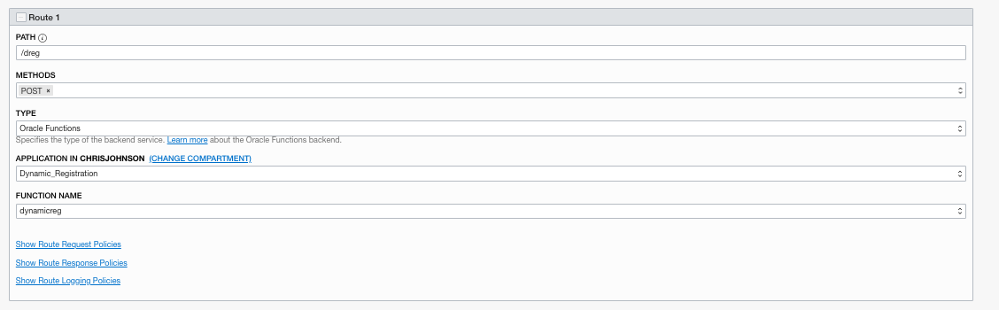 Route 1
PATH i
/dreg
METHODS
POST ×
TYPE
Oracle Functions
Specifies the type of the backend service. Learn more about the Oracle Functions backend.
APPLICATION IN CHRISJOHNSON (CHANGE COMPARTMENT)
Dynamic_Registration
FUNCTION NAME
dynamicreg
Show Route Request Policies
Show Route Response Policies
Show Route Logging Policies